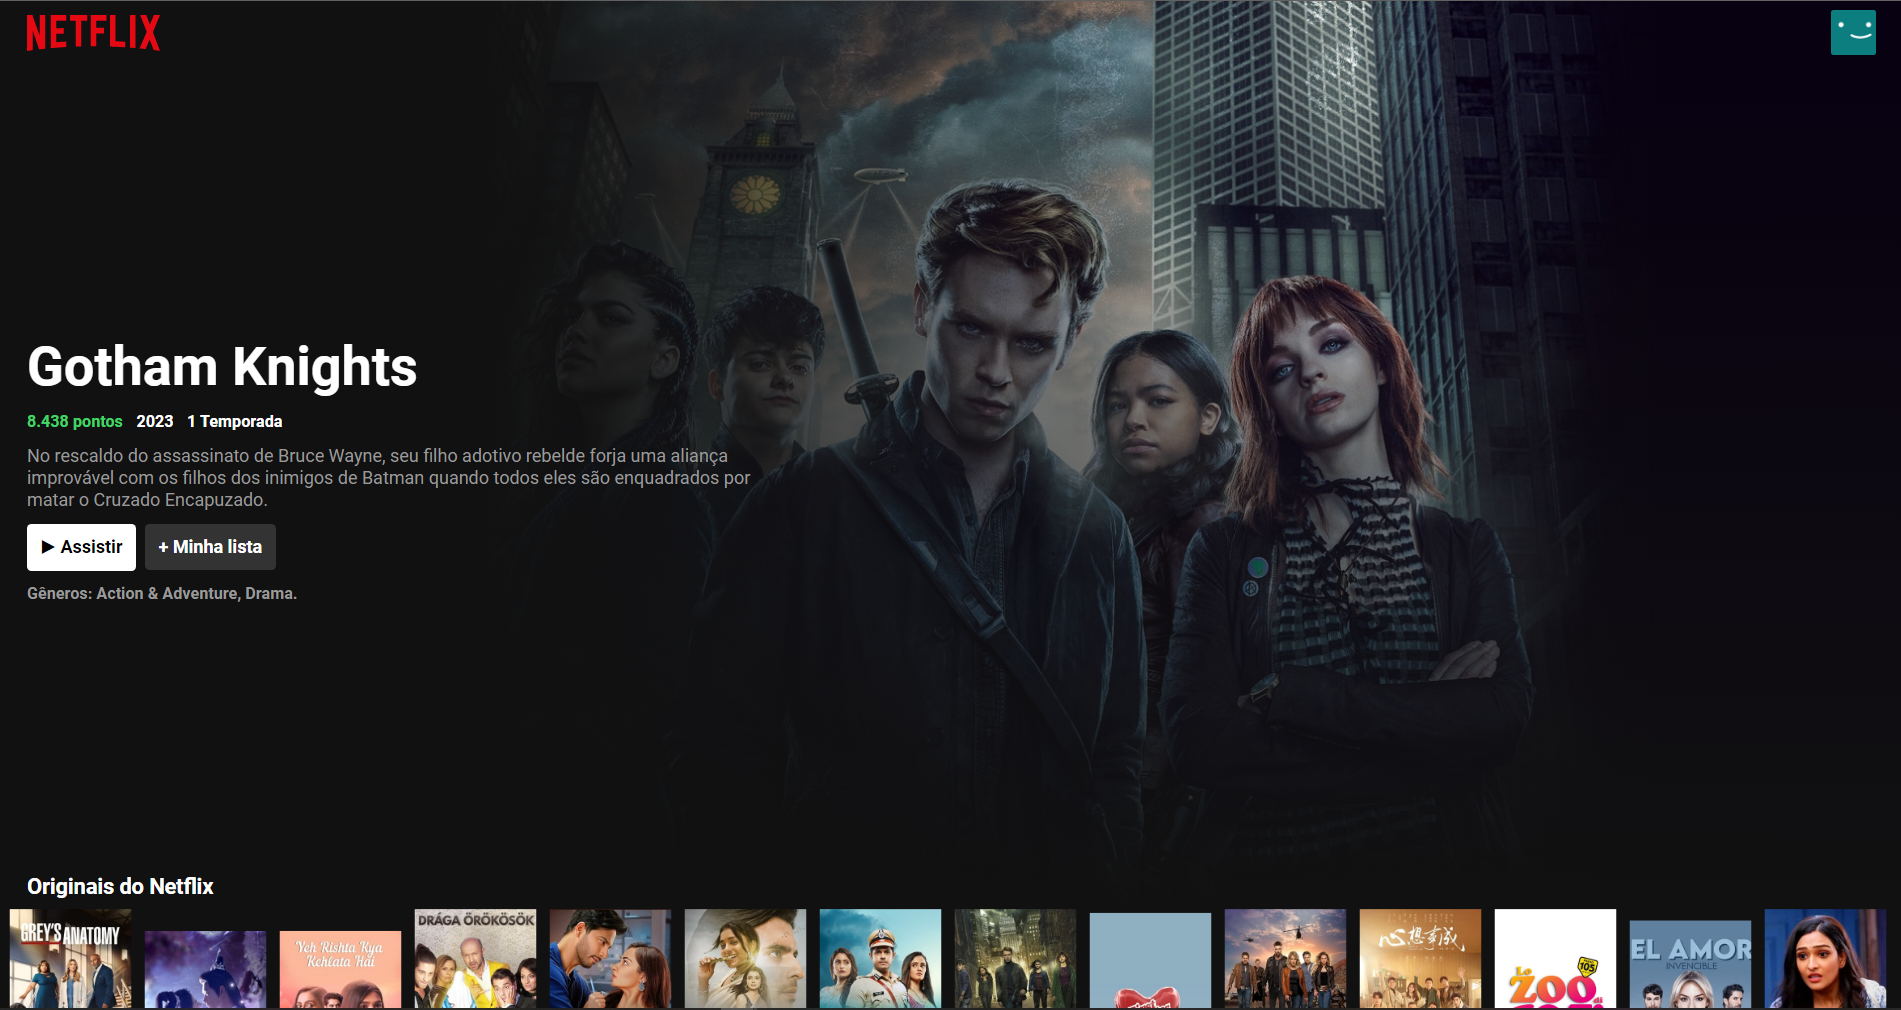 NETFLIX
Gotham Knights
8.438 pontos 2023 1 Temporada
No rescaldo do assassinato de Bruce Wayne, seu filho adotivo rebelde forja uma aliança
improvável com os filhos dos inimigos de Batman quando todos eles são enquadrados por
matar o Cruzado Encapuzado.
▶ Assistir + Minha lista
Gêneros: Action & Adventure, Drama.
Originais do Netflix
GREY'S ANATOMY
Yeh Rishta Kya
Kehlata Hai
DRÁGA ÖRÖKÖSÖK
心想事成
Lo
ZOO
di
105
EL AMOR
INVENCIBLE